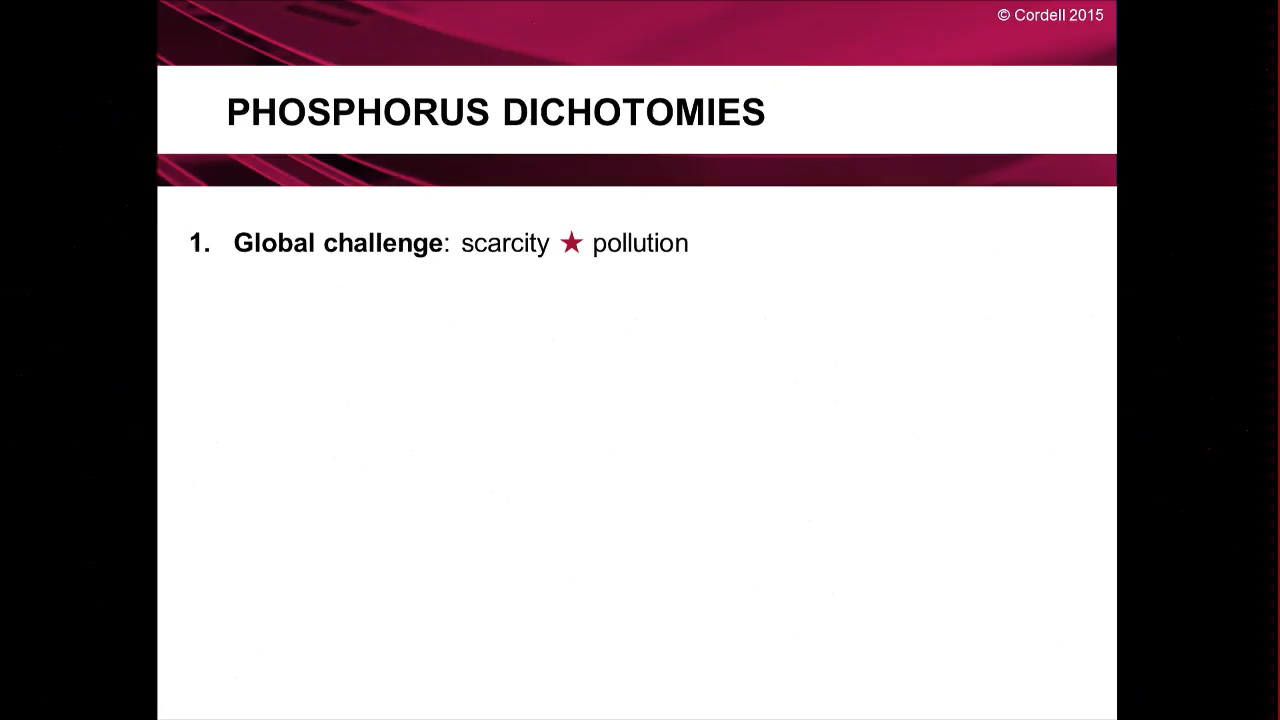 © Cordell 2015
PHOSPHORUS DICHOTOMIES
1. Global challenge: scarcity ★ pollution